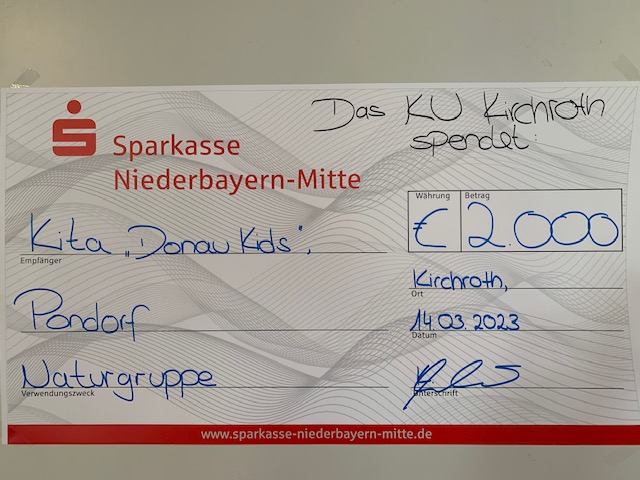 Das KU Kirchroth
spendet:
S
Sparkasse
Niederbayern-Mitte
Währung Betrag
€ 2.000
Kita „Donau Kids“,
Empfänger
Kirchroth,
Ort
Pondorf
14.03.2023
Datum
Naturgruppe
Verwendungszweck
Unterschrift
www.sparkasse-niederbayern-mitte.de